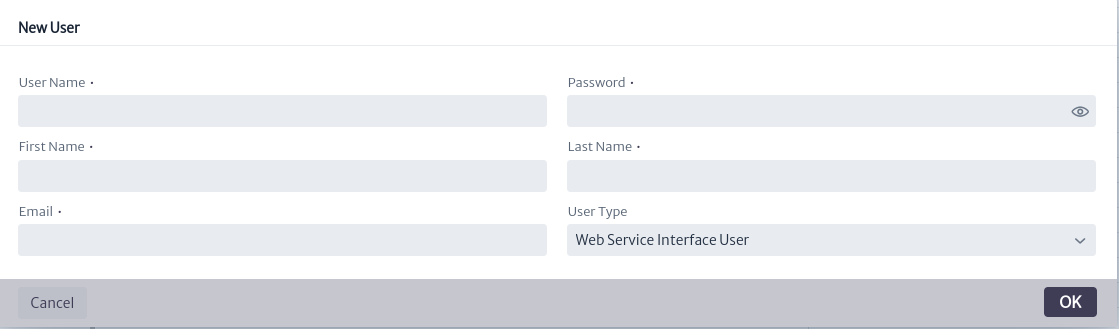 New User
User Name •
Password •
First Name •
Last Name •
Email •
User Type
Web Service Interface User
Cancel
OK